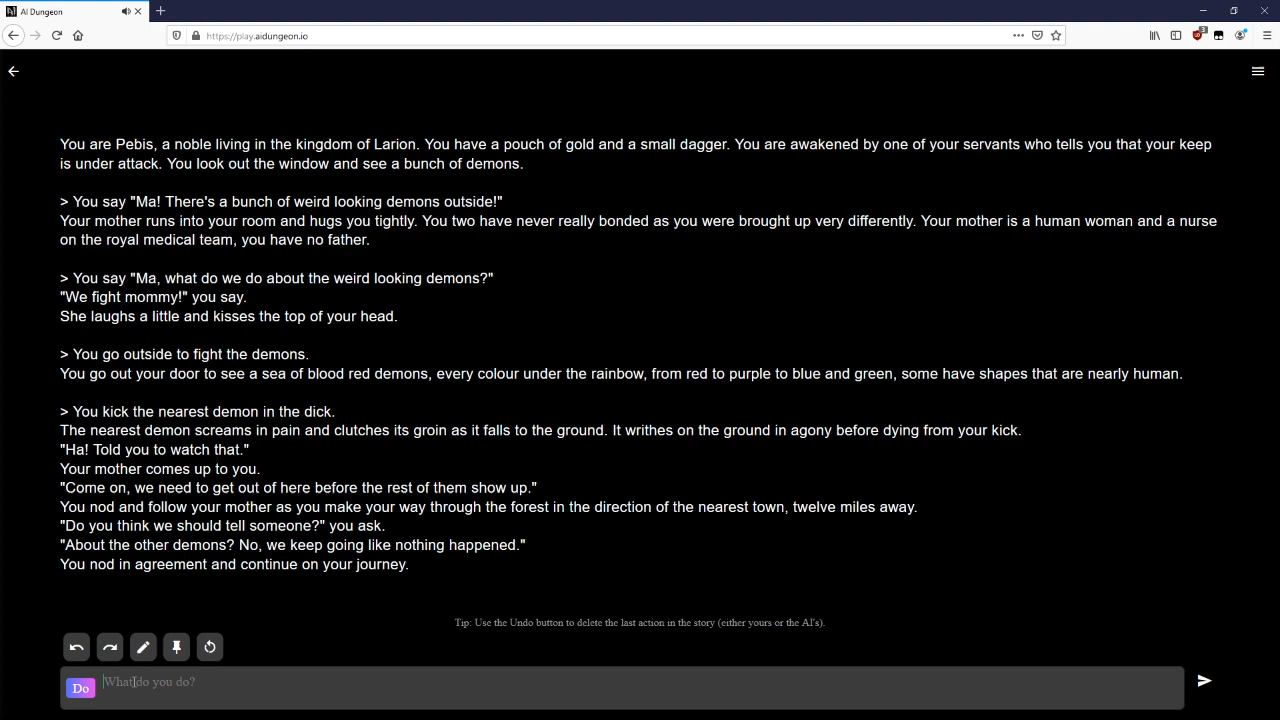 AI Dungeon
https://play.aidungeon.io
You are Pebis, a noble living in the kingdom of Larion. You have a pouch of gold and a small dagger. You are awakened by one of your servants who tells you that your keep
is under attack. You look out the window and see a bunch of demons.
> You say "Ma! There's a bunch of weird looking demons outside!"
Your mother runs into your room and hugs you tightly. You two have never really bonded as you were brought up very differently. Your mother is a human woman and a nurse
on the royal medical team, you have no father.
> You say "Ma, what do we do about the weird looking demons?"
"We fight mommy!" you say.
She laughs a little and kisses the top of your head.
> You go outside to fight the demons.
You go out your door to see a sea of blood red demons, every colour under the rainbow, from red to purple to blue and green, some have shapes that are nearly human.
> You kick the nearest demon in the dick.
The nearest demon screams in pain and clutches its groin as it falls to the ground. It writhes on the ground in agony before dying from your kick.
"Ha! Told you to watch that."
Your mother comes up to you.
"Come on, we need to get out of here before the rest of them show up."
You nod and follow your mother as you make your way through the forest in the direction of the nearest town, twelve miles away.
"Do you think we should tell someone?" you ask.
"About the other demons? No, we keep going like nothing happened."
You nod in agreement and continue on your journey.
Tip: Use the Undo button to delete the last action in the story (either yours or the AI's).
Do What do you do?